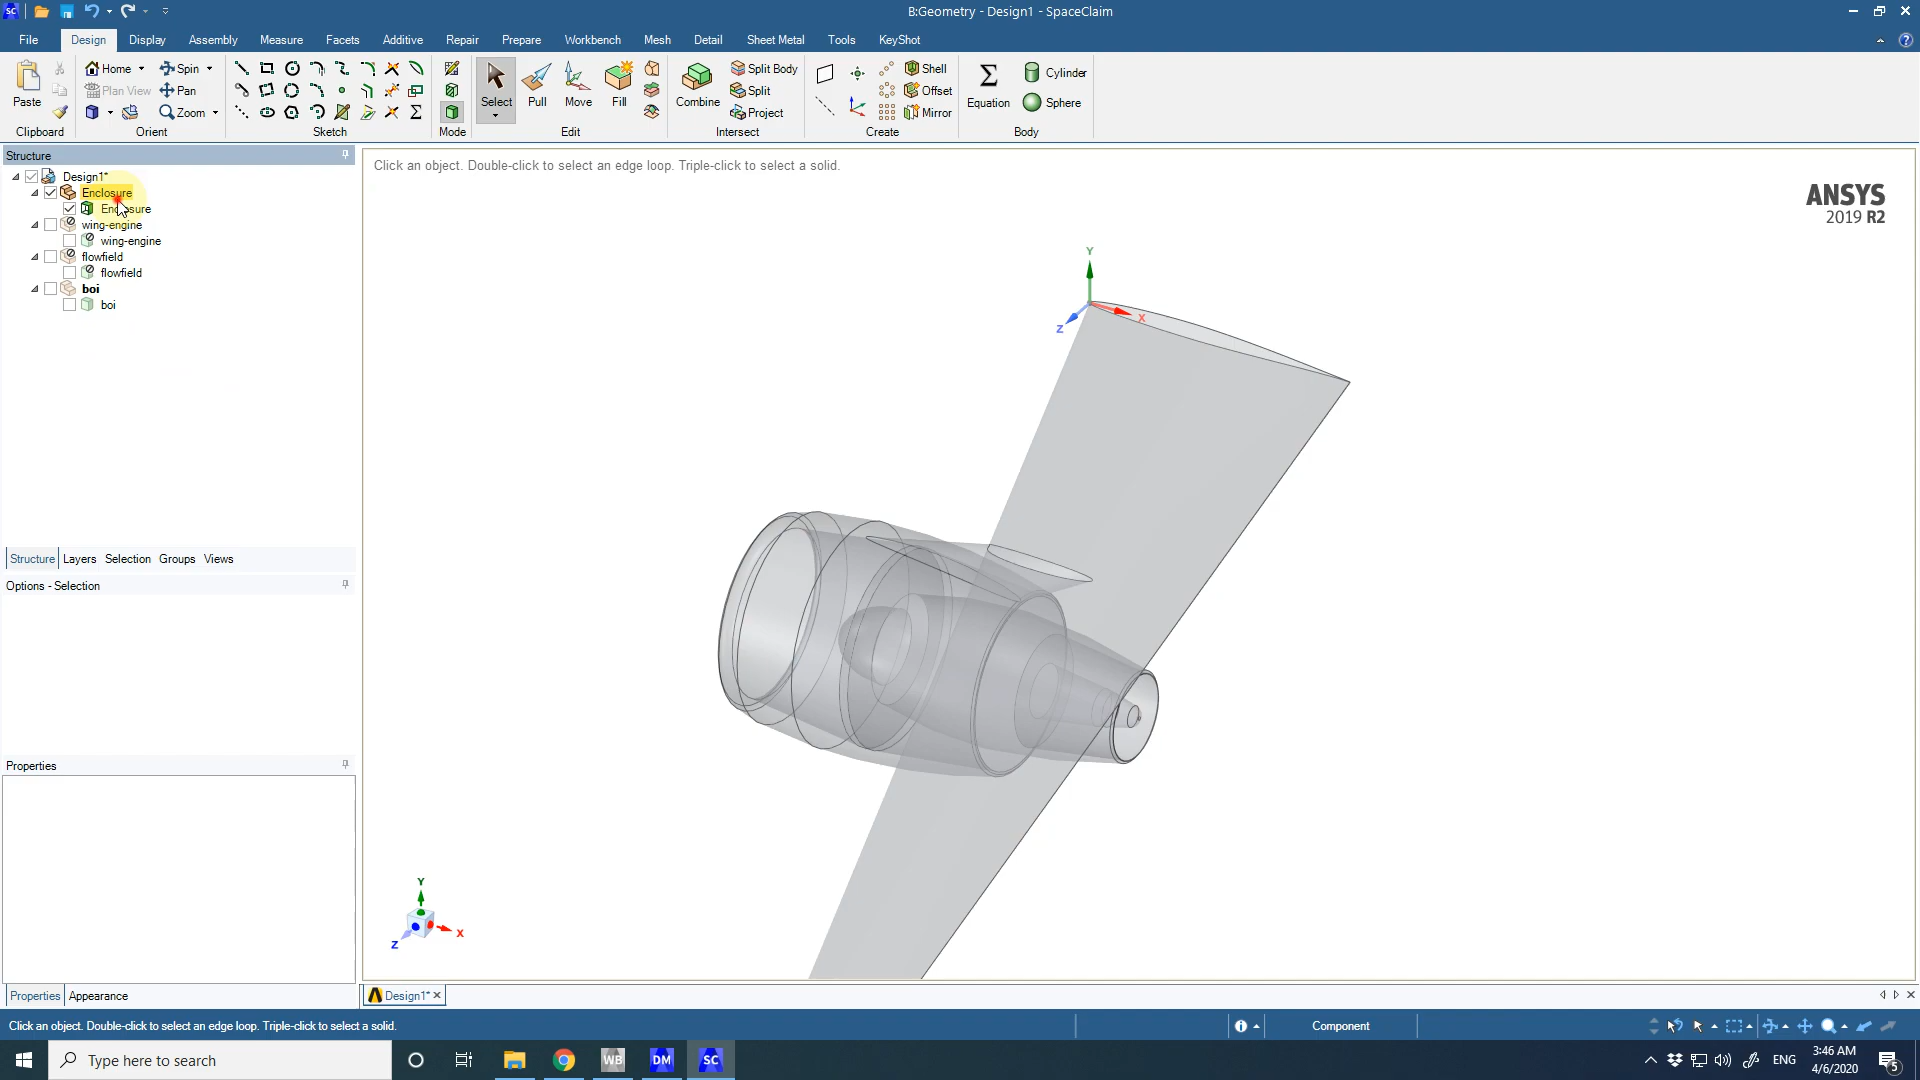 SC
B:Geometry - Design1 - SpaceClaim
File Design Display Assembly Measure Facets Additive Repair Prepare Workbench Mesh Detail Sheet Metal Tools KeyShot
Paste
Clipboard
Home Spin
Plan View Pan
Zoom
Orient
Sketch
Mode
Select Pull Move Fill
Edit
Combine
Split Body
Split
Project
Intersect
Shell
Offset
Mirror
Create
Equation
Cylinder
Sphere
Body
Structure
Design1*
Enclosure
Enclosure
wing-engine
wing-engine
flowfield
flowfield
boi
boi
Structure Layers Selection Groups Views
Options - Selection
Properties
Properties Appearance
Click an object. Double-click to select an edge loop. Triple-click to select a solid.
ANSYS
2019 R2
Y
X
Z
Y
X
Z
Design1*
Click an object. Double-click to select an edge loop. Triple-click to select a solid.
Component
Type here to search
WB
DM
SC
ENG
3:46 AM
4/6/2020
5